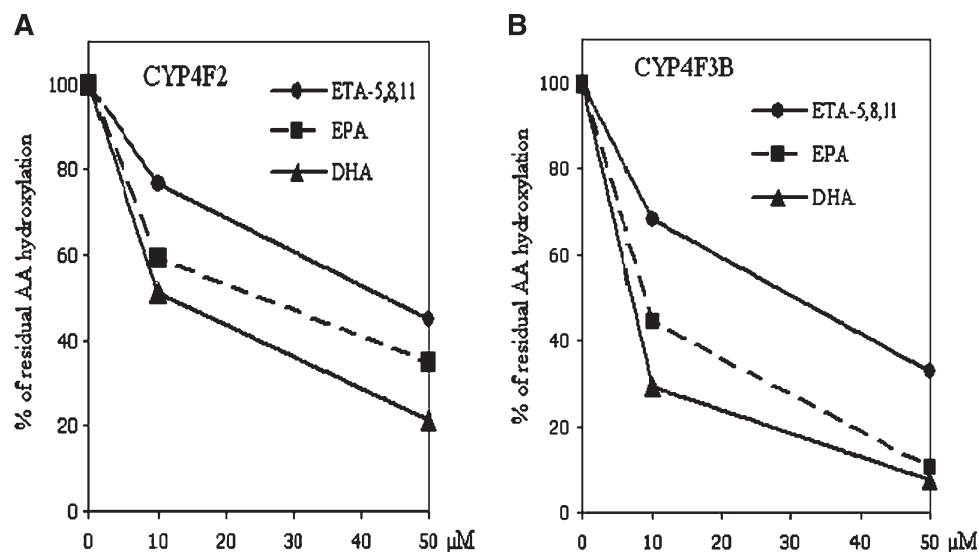 A
% of residual AA hydroxylation
CYP4F2
ETA-5,8,11
EPA
DHA
100
80
60
40
20
0
0 10 20 30 40 50 µM
B
% of residual AA hydroxylation
CYP4F3B
ETA-5,8,11
EPA
DHA
100
80
60
40
20
0
0 10 20 30 40 50 µM